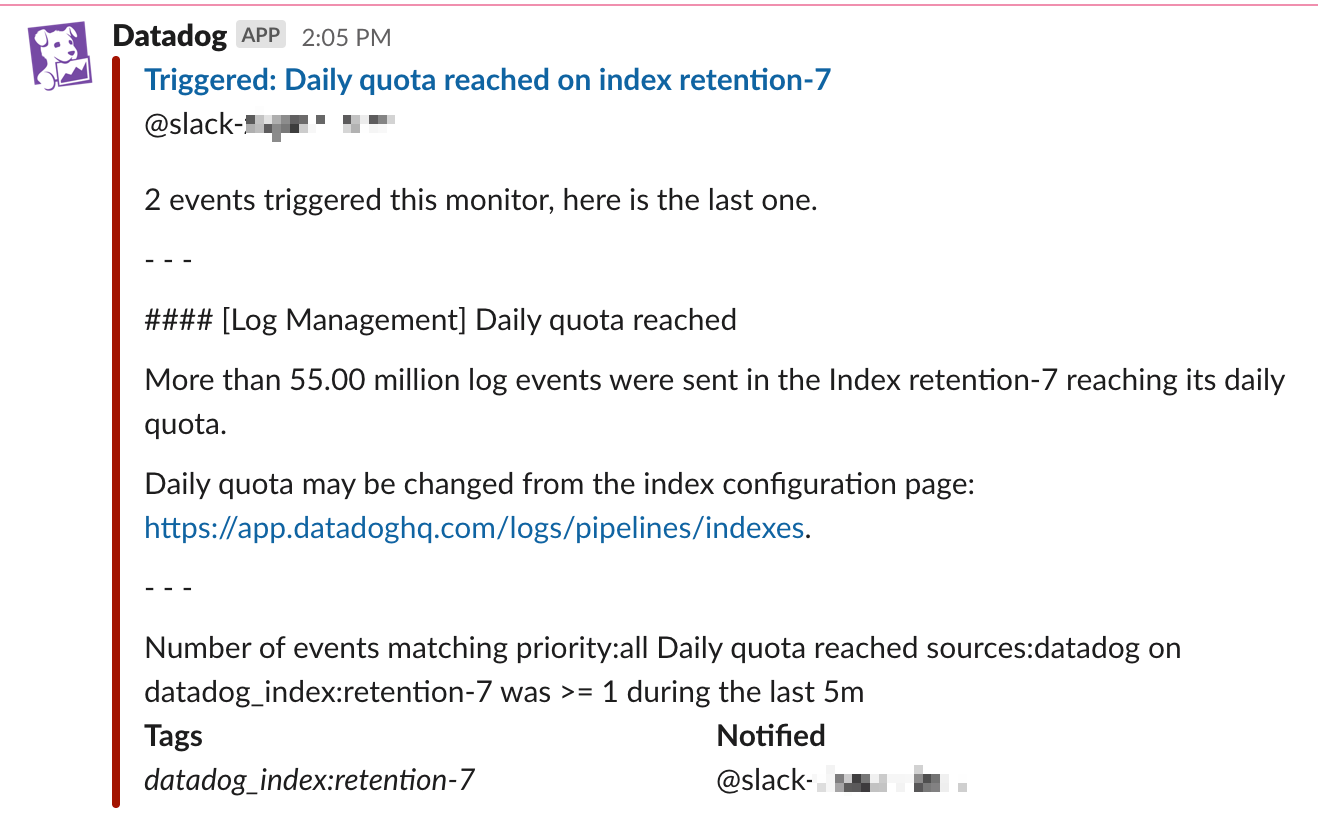 Datadog APP 2:05 PM
Triggered: Daily quota reached on index retention-7
@slack-
2 events triggered this monitor, here is the last one.
- - -
#### [Log Management] Daily quota reached
More than 55.00 million log events were sent in the Index retention-7 reaching its daily
quota.
Daily quota may be changed from the index configuration page:
https://app.datadoghq.com/logs/pipelines/indexes.
- - -
Number of events matching priority:all Daily quota reached sources:datadog on
datadog_index:retention-7 was >= 1 during the last 5m
Tags Notified
datadog_index:retention-7 @slack-